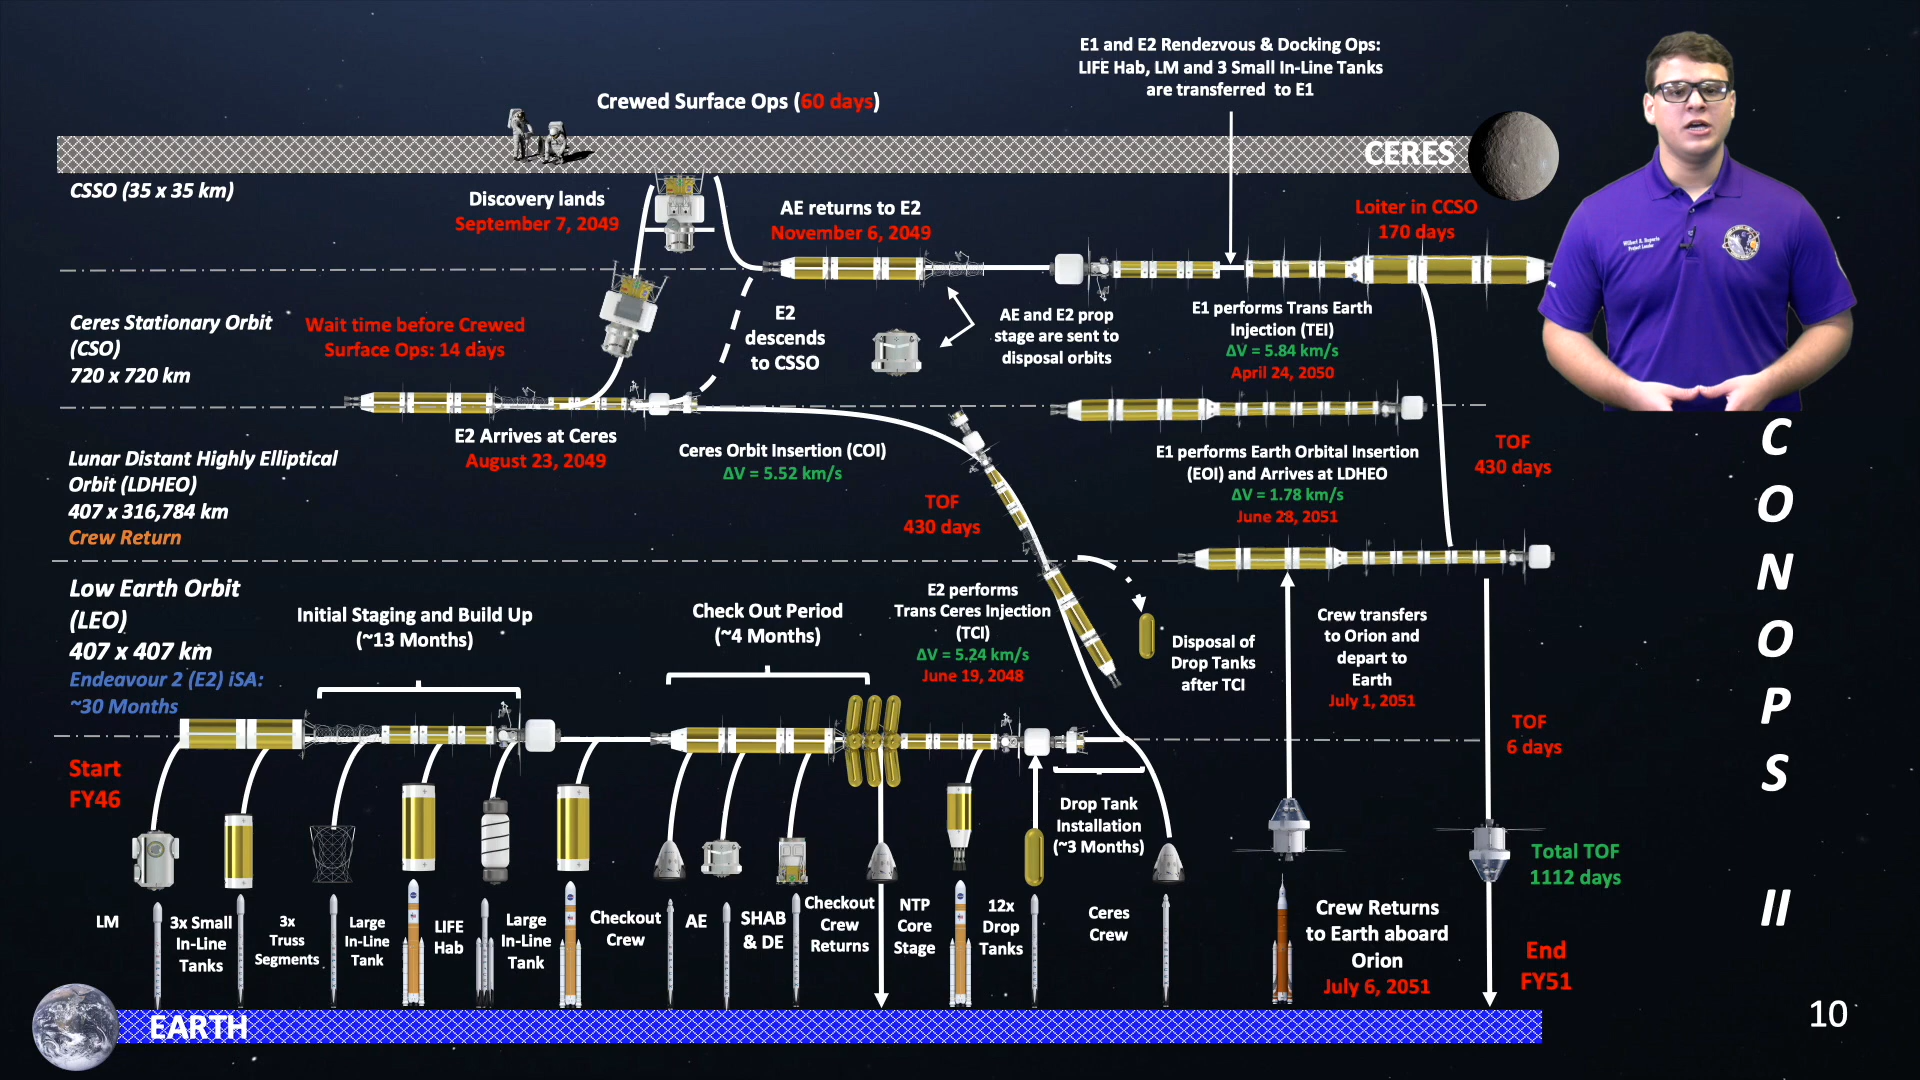 E1 and E2 Rendezvous & Docking Ops:
LIFE Hab, LM and 3 Small In-Line Tanks
are transferred to E1
Crewed Surface Ops (60 days)
CERES
CSSO (35 x 35 km)
Discovery lands
September 7, 2049
AE returns to E2
November 6, 2049
Loiter in CCSO
170 days
Ceres Stationary Orbit
(CSO)
720 x 720 km
Wait time before Crewed
Surface Ops: 14 days
E2
descends
to CSSO
AE and E2 prop
stage are sent to
disposal orbits
E1 performs Trans Earth
Injection (TEI)
ΔV = 5.84 km/s
April 24, 2050
E2 Arrives at Ceres
August 23, 2049
Ceres Orbit Insertion (COI)
ΔV = 5.52 km/s
E1 performs Earth Orbital Insertion
(EOI) and Arrives at LDHEO
ΔV = 1.78 km/s
June 28, 2051
TOF
430 days
TOF
430 days
Lunar Distant Highly Elliptical
Orbit (LDHEO)
407 x 316,784 km
Crew Return
Low Earth Orbit
(LEO)
407 x 407 km
Endeavour 2 (E2) iSA:
~30 Months
Initial Staging and Build Up
(~13 Months)
Check Out Period
(~4 Months)
E2 performs
Trans Ceres Injection
(TCI)
ΔV = 5.24 km/s
June 19, 2048
Disposal of
Drop Tanks
after TCI
Crew transfers
to Orion and
depart to
Earth
July 1, 2051
TOF
6 days
Start
FY46
Drop Tank
Installation
(~3 Months)
Total TOF
1112 days
LM
3x Small
In-Line
Tanks
3x
Truss
Segments
Large
In-Line
Tank
LIFE
Hab
Large
In-Line
Tank
Checkout
Crew
AE
SHAB
& DE
Checkout
Crew
Returns
NTP
Core
Stage
12x
Drop
Tanks
Ceres
Crew
Crew Returns
to Earth aboard
Orion
July 6, 2051
End
FY51
EARTH
C
O
N
O
P
S
II
10